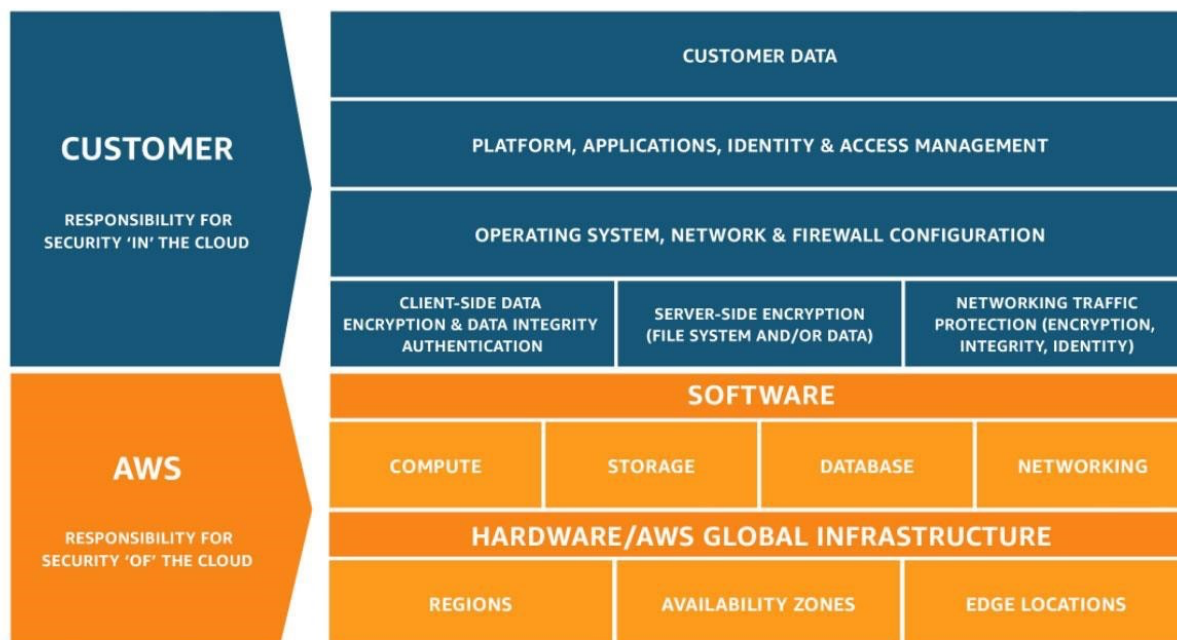 CUSTOMER
RESPONSIBILITY FOR
SECURITY ‘IN’ THE CLOUD
CUSTOMER DATA
PLATFORM, APPLICATIONS, IDENTITY & ACCESS MANAGEMENT
OPERATING SYSTEM, NETWORK & FIREWALL CONFIGURATION
CLIENT-SIDE DATA
ENCRYPTION & DATA INTEGRITY
AUTHENTICATION
SERVER-SIDE ENCRYPTION
(FILE SYSTEM AND/OR DATA)
NETWORKING TRAFFIC
PROTECTION (ENCRYPTION,
INTEGRITY, IDENTITY)
AWS
RESPONSIBILITY FOR
SECURITY ‘OF’ THE CLOUD
SOFTWARE
COMPUTE
STORAGE
DATABASE
NETWORKING
HARDWARE/AWS GLOBAL INFRASTRUCTURE
REGIONS
AVAILABILITY ZONES
EDGE LOCATIONS